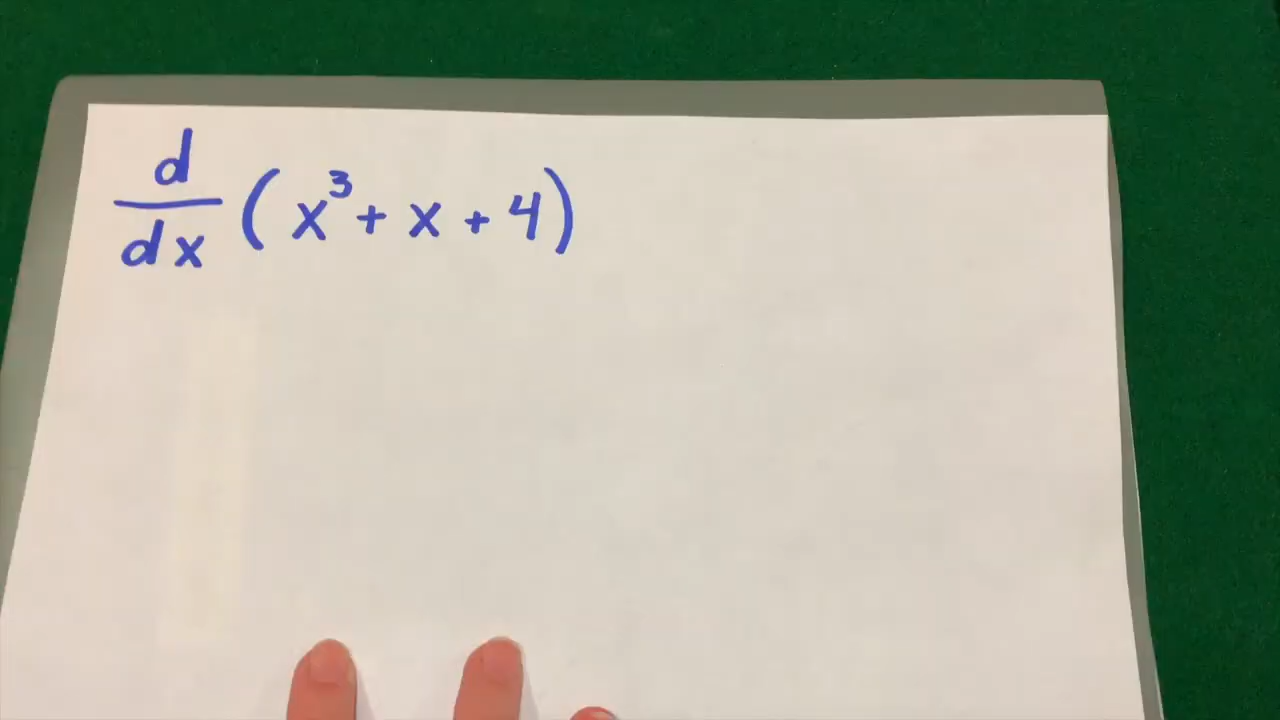 d/dx (x³ + x + 4)